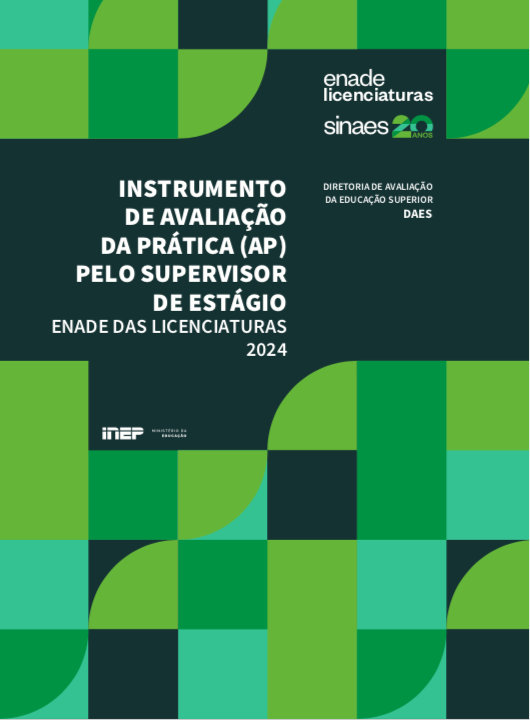 enade
licenciaturas
sinaes 20
ANOS
INSTRUMENTO
DE AVALIAÇÃO
DA PRÁTICA (AP)
PELO SUPERVISOR
DE ESTÁGIO
ENADE DAS LICENCIATURAS
2024
DIRETORIA DE AVALIAÇÃO
DA EDUCAÇÃO SUPERIOR
DAES
inep
MINISTÉRIO DA
EDUCAÇÃO